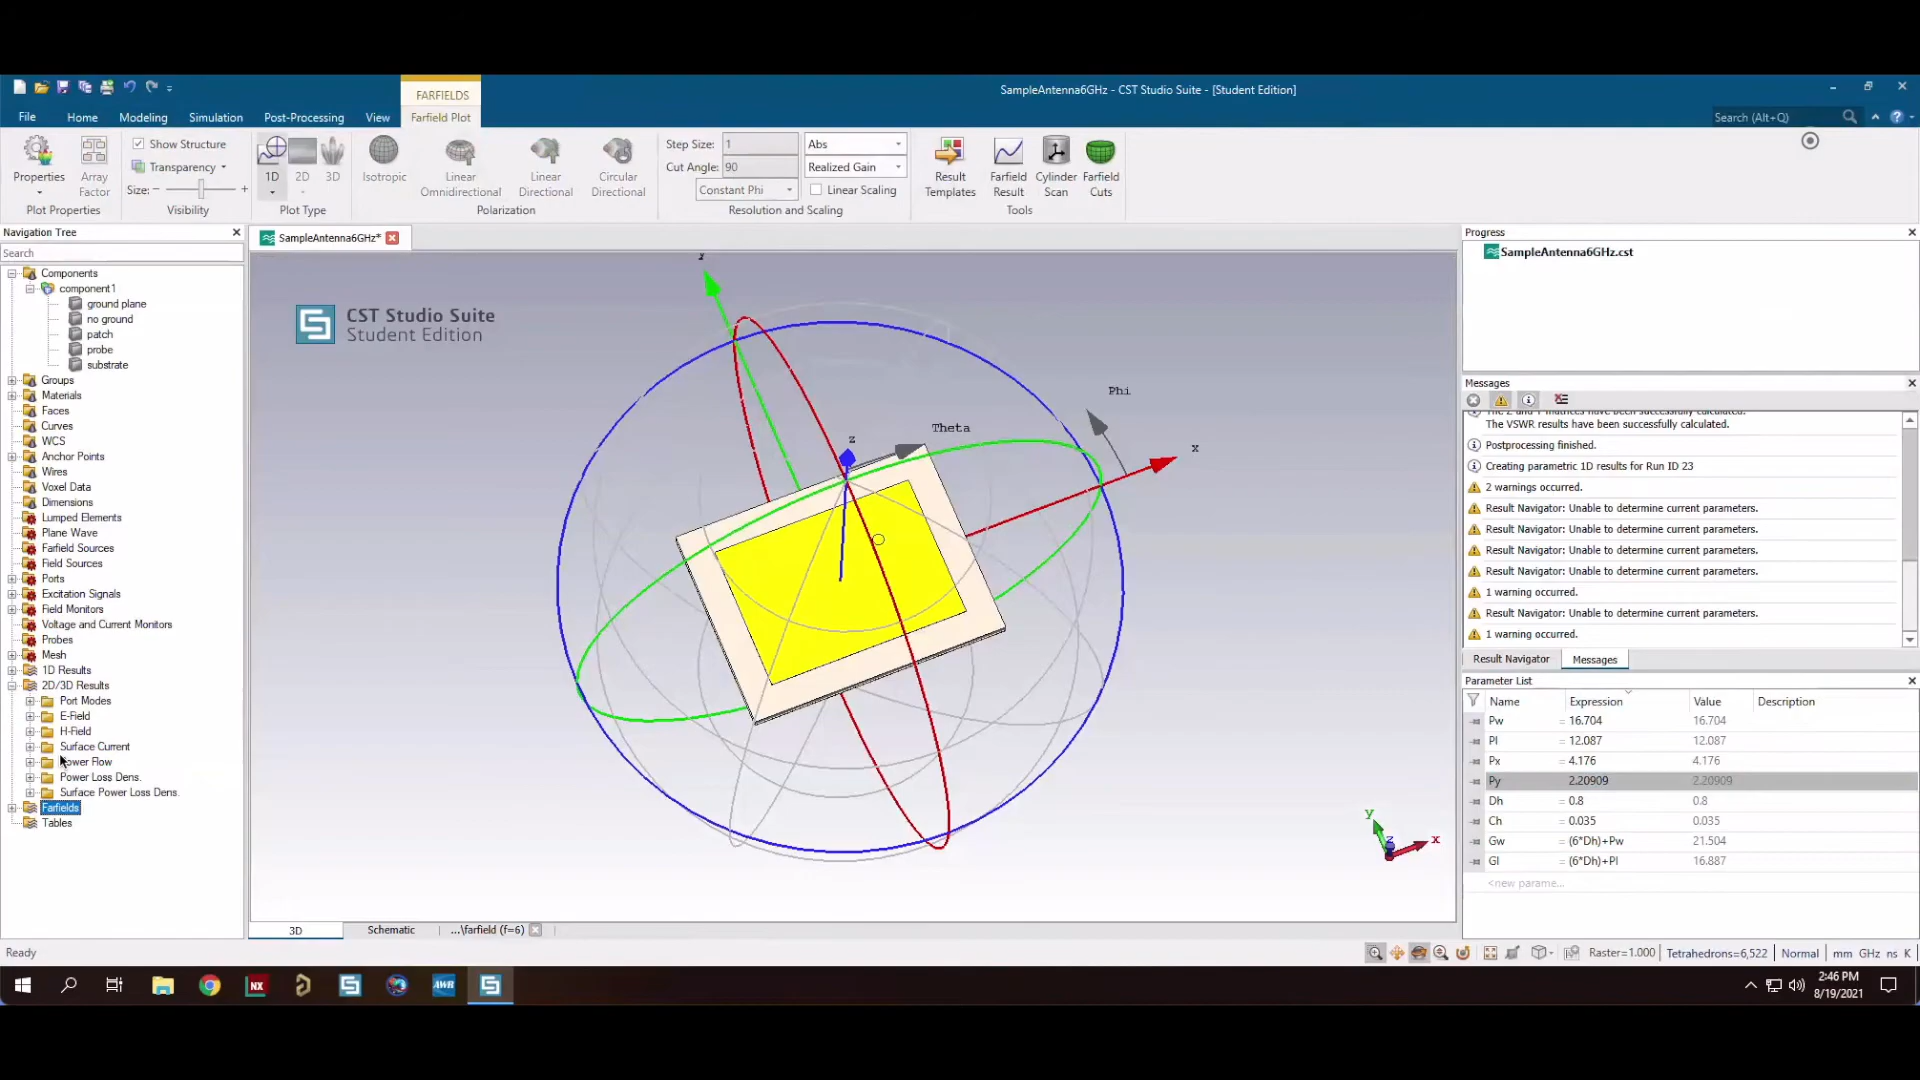 FARFIELDS
SampleAntenna6GHz - CST Studio Suite - [Student Edition]
File Home Modeling Simulation Post-Processing View Farfield Plot
Search (Alt+Q)
Show Structure
Transparency
Size:
Properties
Array Factor
1D 2D 3D
Isotropic
Linear Omnidirectional
Linear Directional
Circular Directional
Step Size: 1
Abs
Cut Angle: 90
Realized Gain
Constant Phi
Linear Scaling
Result Templates
Farfield Result
Cylinder Scan
Farfield Cuts
Plot Properties Visibility Plot Type Polarization Resolution and Scaling Tools
Navigation Tree
Search
Components
component1
ground plane
no ground
patch
probe
substrate
Groups
Materials
Faces
Curves
WCS
Anchor Points
Wires
Voxel Data
Dimensions
Lumped Elements
Plane Wave
Farfield Sources
Field Sources
Ports
Excitation Signals
Field Monitors
Voltage and Current Monitors
Probes
Mesh
1D Results
2D/3D Results
Port Modes
E-Field
H-Field
Surface Current
ower Flow
Power Loss Dens.
Surface Power Loss Dens.
Farfields
Tables
SampleAntenna6GHz*
CST Studio Suite
Student Edition
Phi
Theta
z
x
y
x
z
3D Schematic ...\farfield (f=6)
Progress
SampleAntenna6GHz.cst
Messages
The VSWR results have been successfully calculated.
Postprocessing finished.
Creating parametric 1D results for Run ID 23
2 warnings occurred.
Result Navigator: Unable to determine current parameters.
Result Navigator: Unable to determine current parameters.
Result Navigator: Unable to determine current parameters.
Result Navigator: Unable to determine current parameters.
1 warning occurred.
Result Navigator: Unable to determine current parameters.
1 warning occurred.
Result Navigator Messages
Parameter List
Name Expression Value Description
Pw = 16.704 16.704
Pl = 12.087 12.087
Px = 4.176 4.176
Py = 2.20909 2.20909
Dh = 0.8 0.8
Ch = 0.035 0.035
Gw = (6*Dh)+Pw 21.504
Gl = (6*Dh)+Pl 16.887
<new parame...
Ready
Raster=1.000 Tetrahedrons=6,522 Normal mm GHz ns K
NX
AWR
2:46 PM
8/19/2021